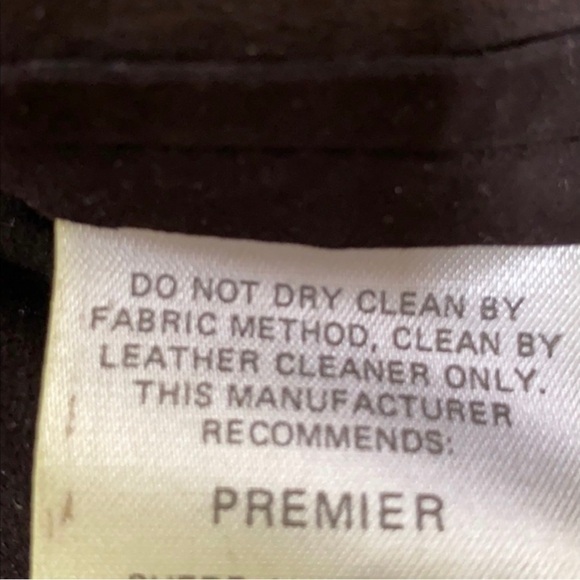 DO NOT DRY CLEAN BY
FABRIC METHOD, CLEAN BY
LEATHER CLEANER ONLY.
THIS MANUFACTURER
RECOMMENDS:
PREMIER